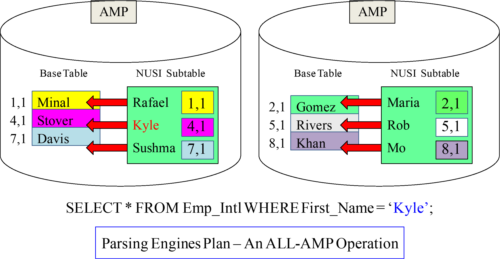 AMP
AMP
Base Table NUSI Subtable
Base Table NUSI Subtable
1,1 Minal Rafael 1,1
4,1 Stover Kyle 4,1
7,1 Davis Sushma 7,1
2,1 Gomez Maria 2,1
5,1 Rivers Rob 5,1
8,1 Khan Mo 8,1
SELECT * FROM Emp_Intl WHERE First_Name = ‘Kyle’;
Parsing Engines Plan – An ALL-AMP Operation